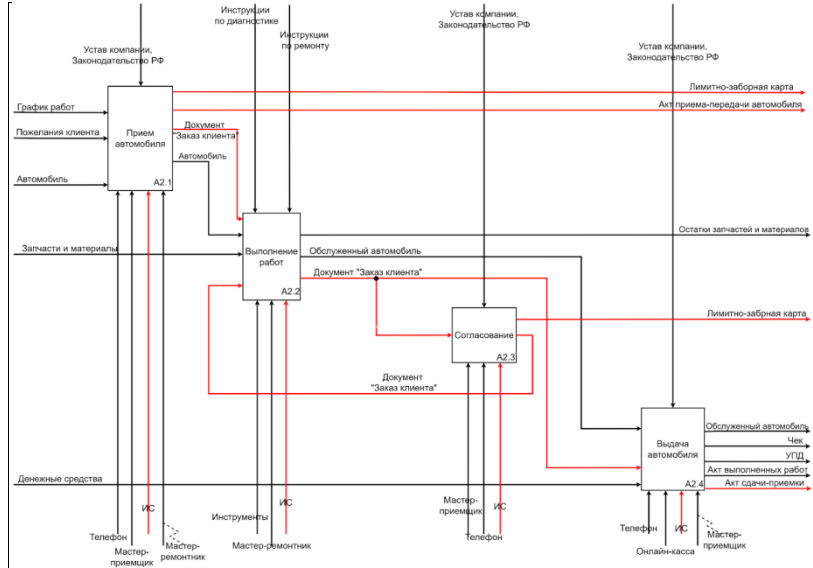 Инструкции
по диагностике
Инструкции
по ремонту
Устав компании,
Законодательство РФ
Устав компании,
Законодательство РФ
Устав компании,
Законодательство РФ
Лимитно-заборная карта
График работ
Акт приема-передачи автомобиля
Пожелания клиента
Прием
автомобиля
Документ
"Заказ клиента"
Автомобиль
Автомобиль
А2.1
Остатки запчастей и материалов
Запчасти и материалы
Выполнение
работ
Обслуженный автомобиль
Документ "Заказ клиента"
А2.2
Лимитно-забрная карта
Согласование
А2.3
Документ
"Заказ клиента"
Обслуженный автомобиль
Выдача
автомобиля
Чек
УПД
Акт выполненных работ
Денежные средства
А2.4
Акт сдачи-приемки
ИС
ИС
Мастер-
приемщик
ИС
Инструменты
Телефон
Мастер-
приемщик
Мастер-
ремонтник
Мастер-ремонтник
Телефон
Телефон
ИС
Онлайн-касса
Мастер-
приемщик